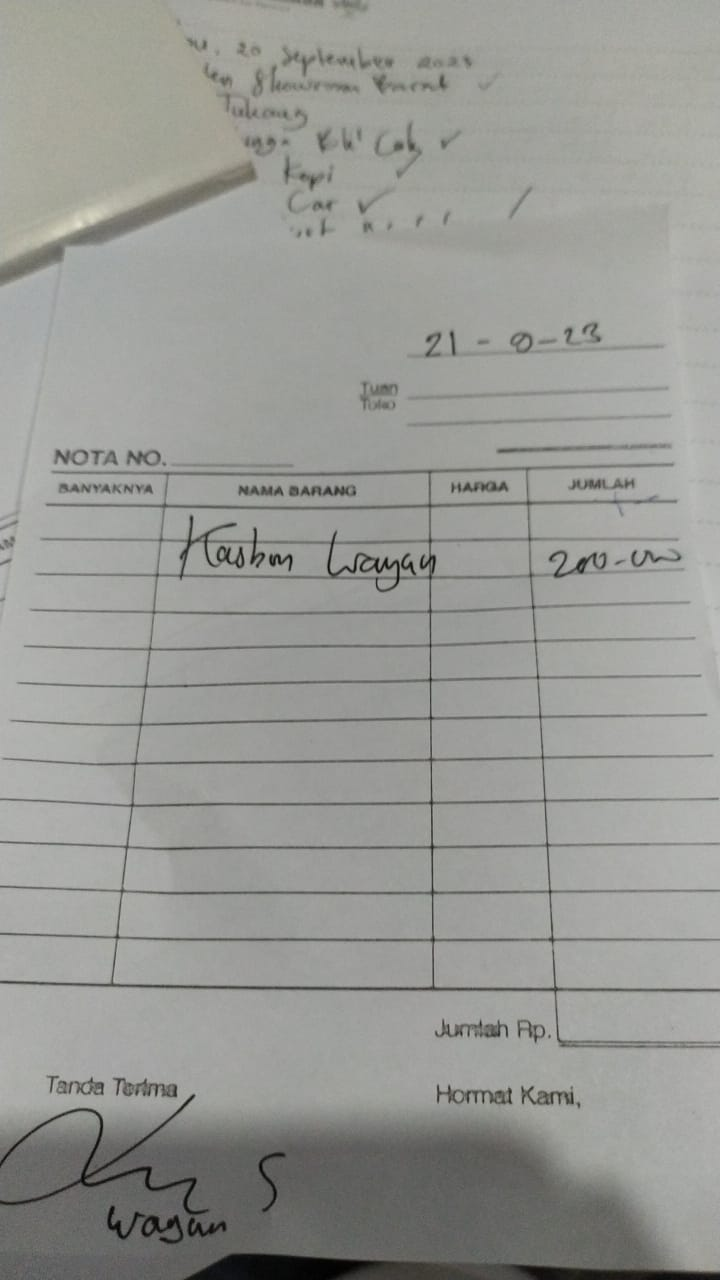 20 September 2023
Tukang
Kopi
Car
21 - 9 - 23
Tuan
Toko
NOTA NO.
BANYAKNYA NAMA BARANG HARGA JUMLAH
Kasbon Wayan 200.000
Jumlah Rp.
Tanda Terima Hormat Kami,
Wayan